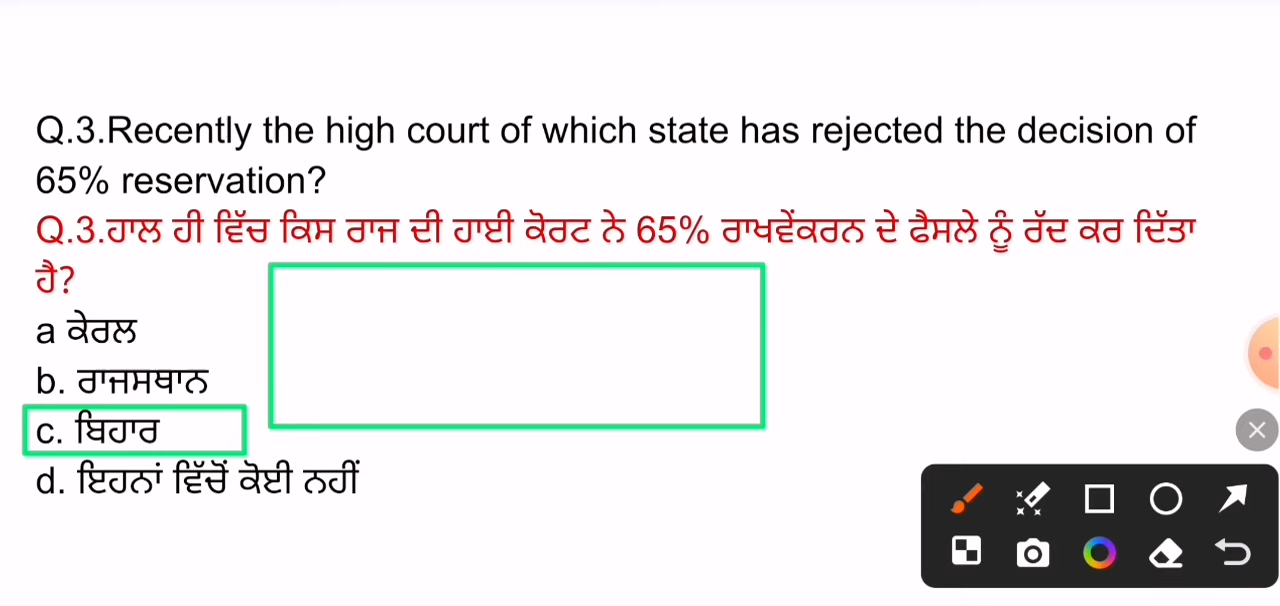 Q.3.Recently the high court of which state has rejected the decision of
65% reservation?
Q.3.ਹਾਲ ਹੀ ਵਿੱਚ ਕਿਸ ਰਾਜ ਦੀ ਹਾਈ ਕੋਰਟ ਨੇ 65% ਰਾਖਵੇਂਕਰਨ ਦੇ ਫੈਸਲੇ ਨੂੰ ਰੱਦ ਕਰ ਦਿੱਤਾ
ਹੈ?
a ਕੇਰਲ
b. ਰਾਜਸਥਾਨ
c. ਬਿਹਾਰ
d. ਇਹਨਾਂ ਵਿੱਚੋਂ ਕੋਈ ਨਹੀਂ